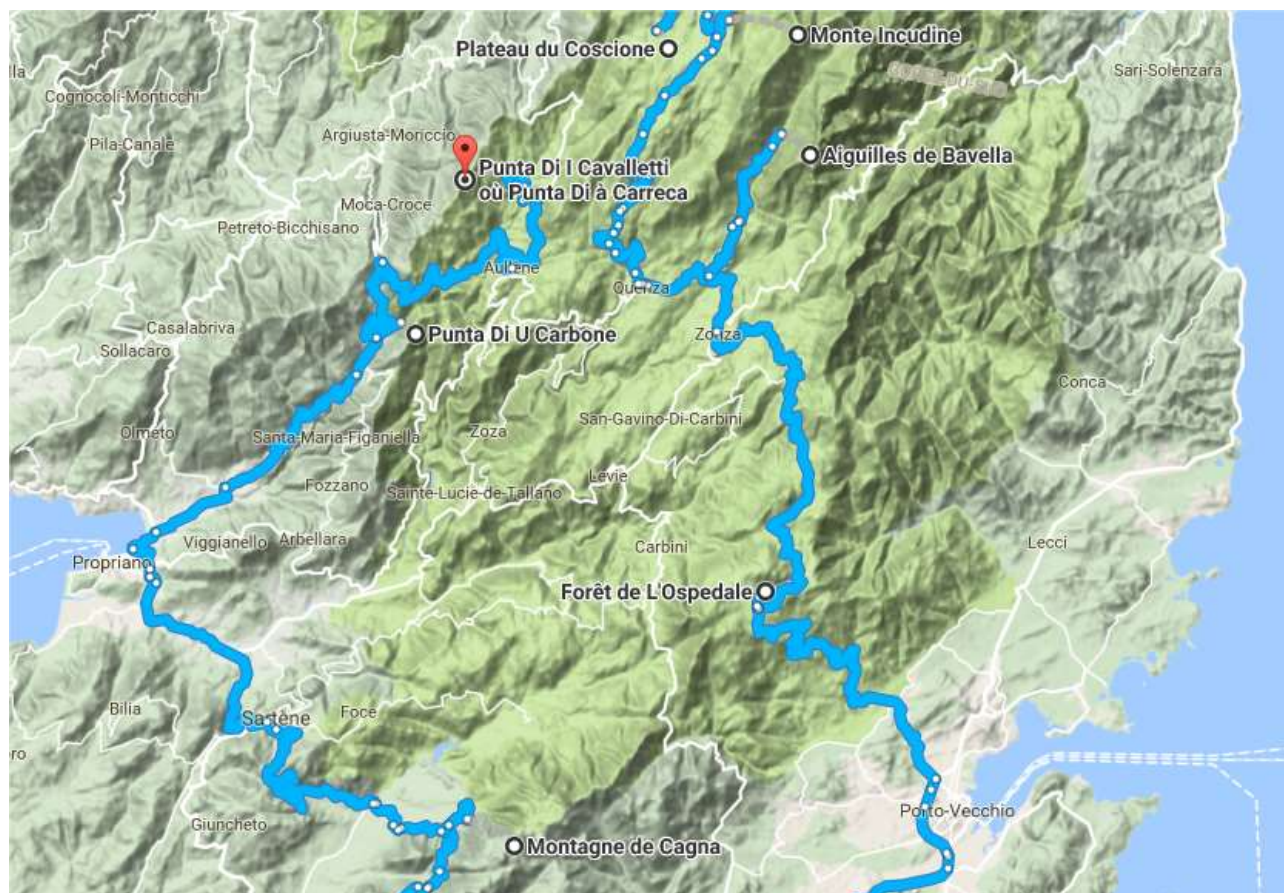 Plateau du Coscione
Monte Incudine
Sari-Solenzara
Cognocoli-Monticchi
Pila-Canale
Argiusta-Moriccio
Aiguilles de Bavella
Punta Di I Cavalletti
où Punta Di à Carreca
Moca-Croce
Petreto-Bicchisano
Aullène
Quenza
Casalabriva
Punta Di U Carbone
Zonza
Sollacaro
Conca
Olmeto
Santa-Maria-Figaniella
Zoza
San-Gavino-Di-Carbini
Levie
Fozzano
Sainte-Lucie-de-Tallano
Viggianello
Arbellara
Carbini
Lecci
Propriano
Forêt de L'Ospedale
Bilia
Sartène
Foce
Giuncheto
Porto-Vecchio
Montagne de Cagna